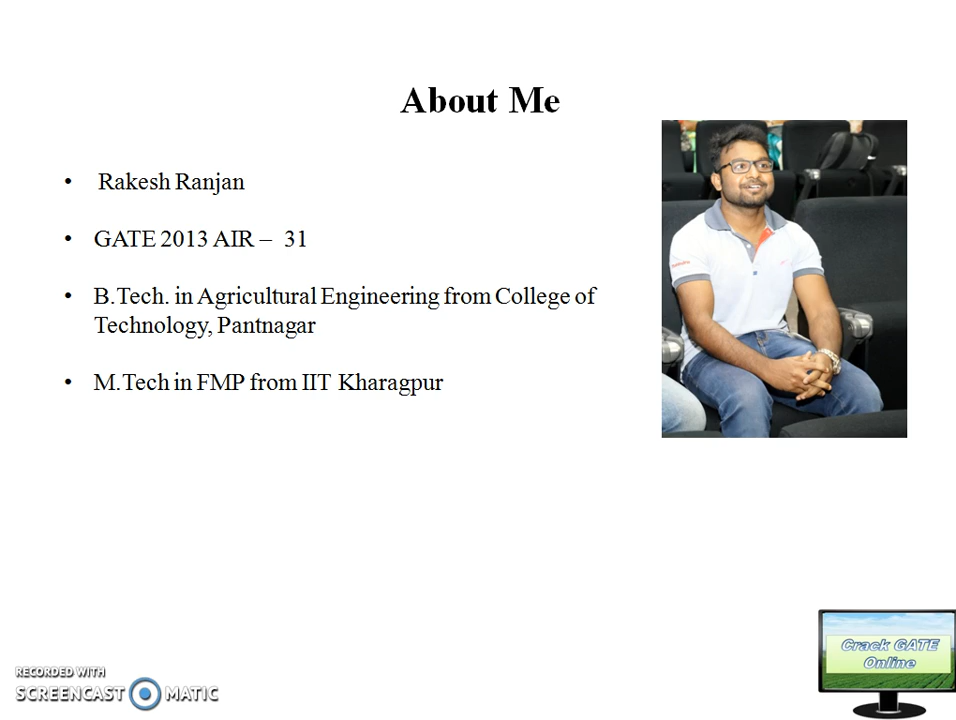 About Me
• Rakesh Ranjan
• GATE 2013 AIR – 31
• B.Tech. in Agricultural Engineering from College of
Technology, Pantnagar
• M.Tech in FMP from IIT Kharagpur
Crack GATE
Online
RECORDED WITH
SCREENCAST MATIC